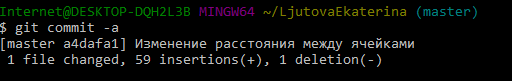 Internet@DESKTOP-DQH2L3B MINGW64 ~/LjutovaEkaterina (master)
$ git commit -a
[master a4dafa1] Изменение расстояния между ячейками
1 file changed, 59 insertions(+), 1 deletion(-)